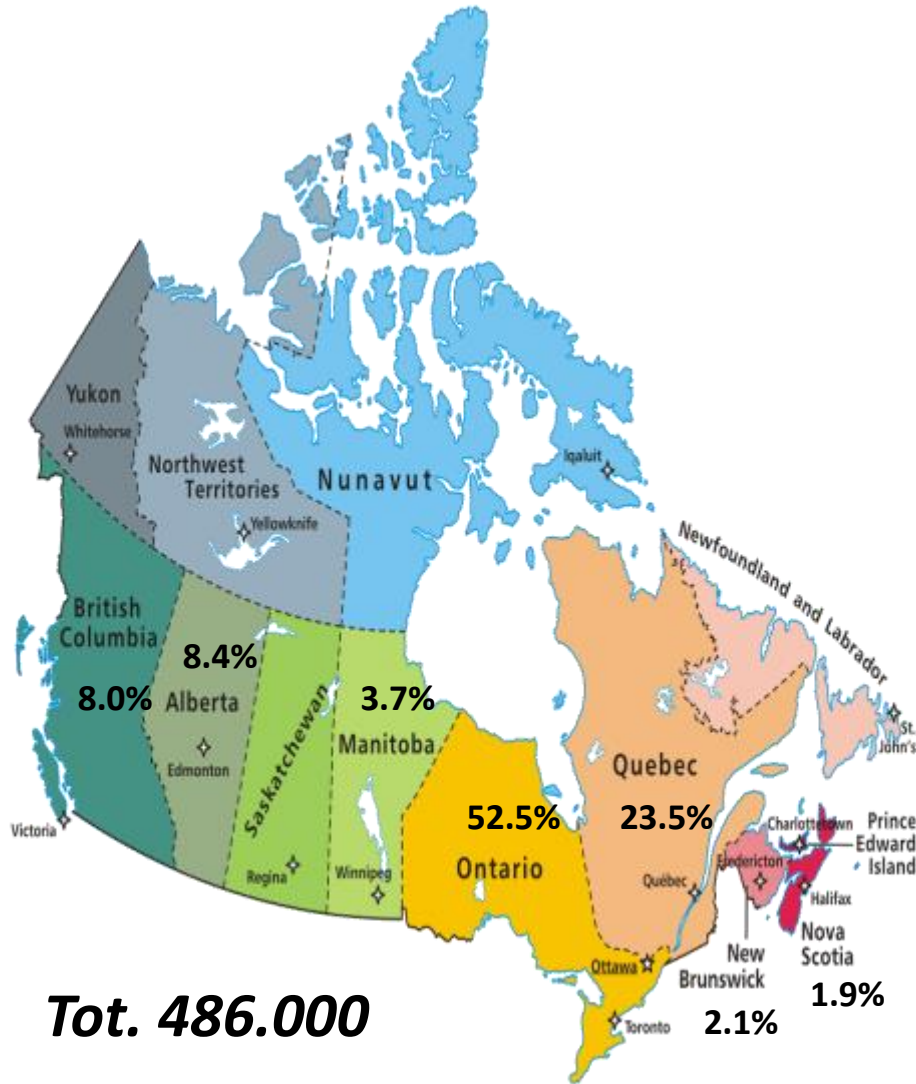 Yukon
Whitehorse
Northwest
Territories
Yellowknife
Nunavut
Iqaluit
Newfoundland and Labrador
St.
John's
British
Columbia
8.0%
8.4%
Alberta
Edmonton
Saskatchewan
Regina
3.7%
Manitoba
Winnipeg
52.5%
Ontario
Quebec
23.5%
Québec
Ottawa
Toronto
Victoria
Charlottetown
Prince
Edward
Island
Fredericton
Halifax
Nova
Scotia
1.9%
New
Brunswick
2.1%
Tot. 486.000